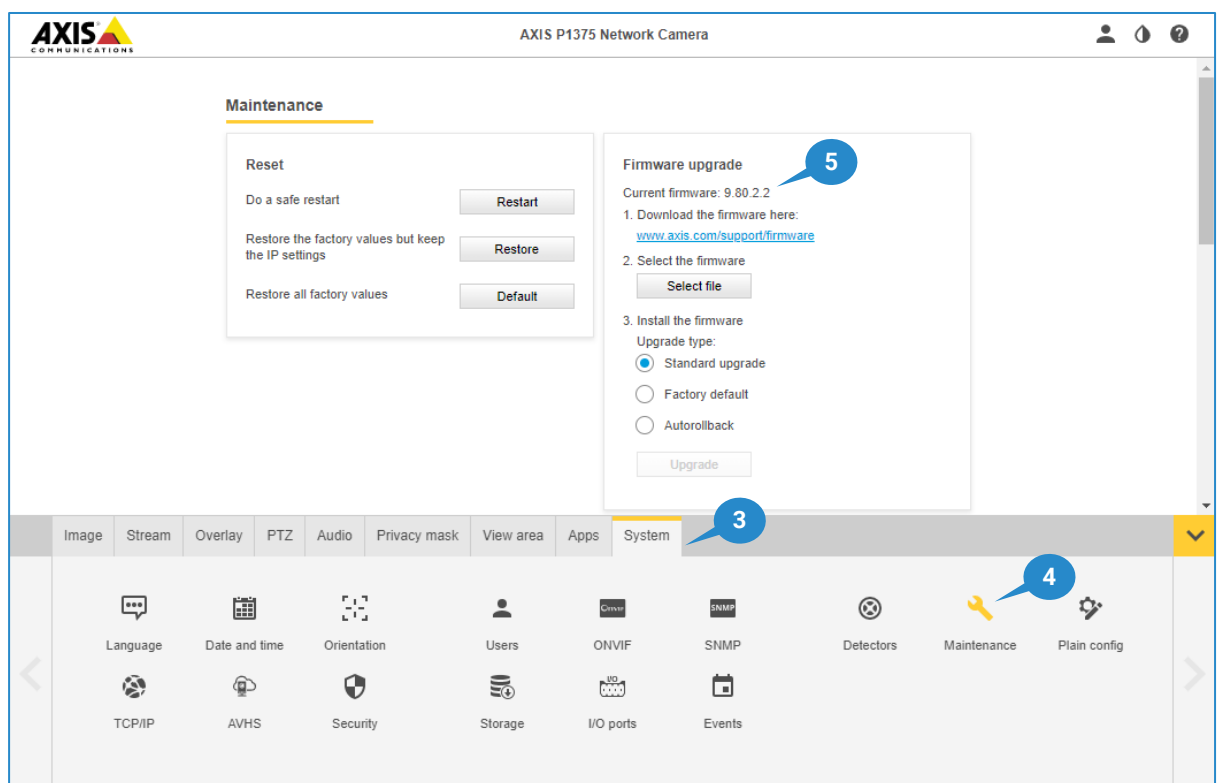 AXIS
COMMUNICATIONS
AXIS P1375 Network Camera
Maintenance
Reset
Do a safe restart
Restart
Restore the factory values but keep
the IP settings
Restore
Restore all factory values
Default
Firmware upgrade
5
Current firmware: 9.80.2.2
1. Download the firmware here:
www.axis.com/support/firmware
2. Select the firmware
Select file
3. Install the firmware
Upgrade type:
Standard upgrade
Factory default
Autorollback
Upgrade
3
Image Stream Overlay PTZ Audio Privacy mask View area Apps System
4
ONVIF SNMP
Language Date and time Orientation Users ONVIF SNMP Detectors Maintenance Plain config
I/O
TCP/IP AVHS Security Storage I/O ports Events